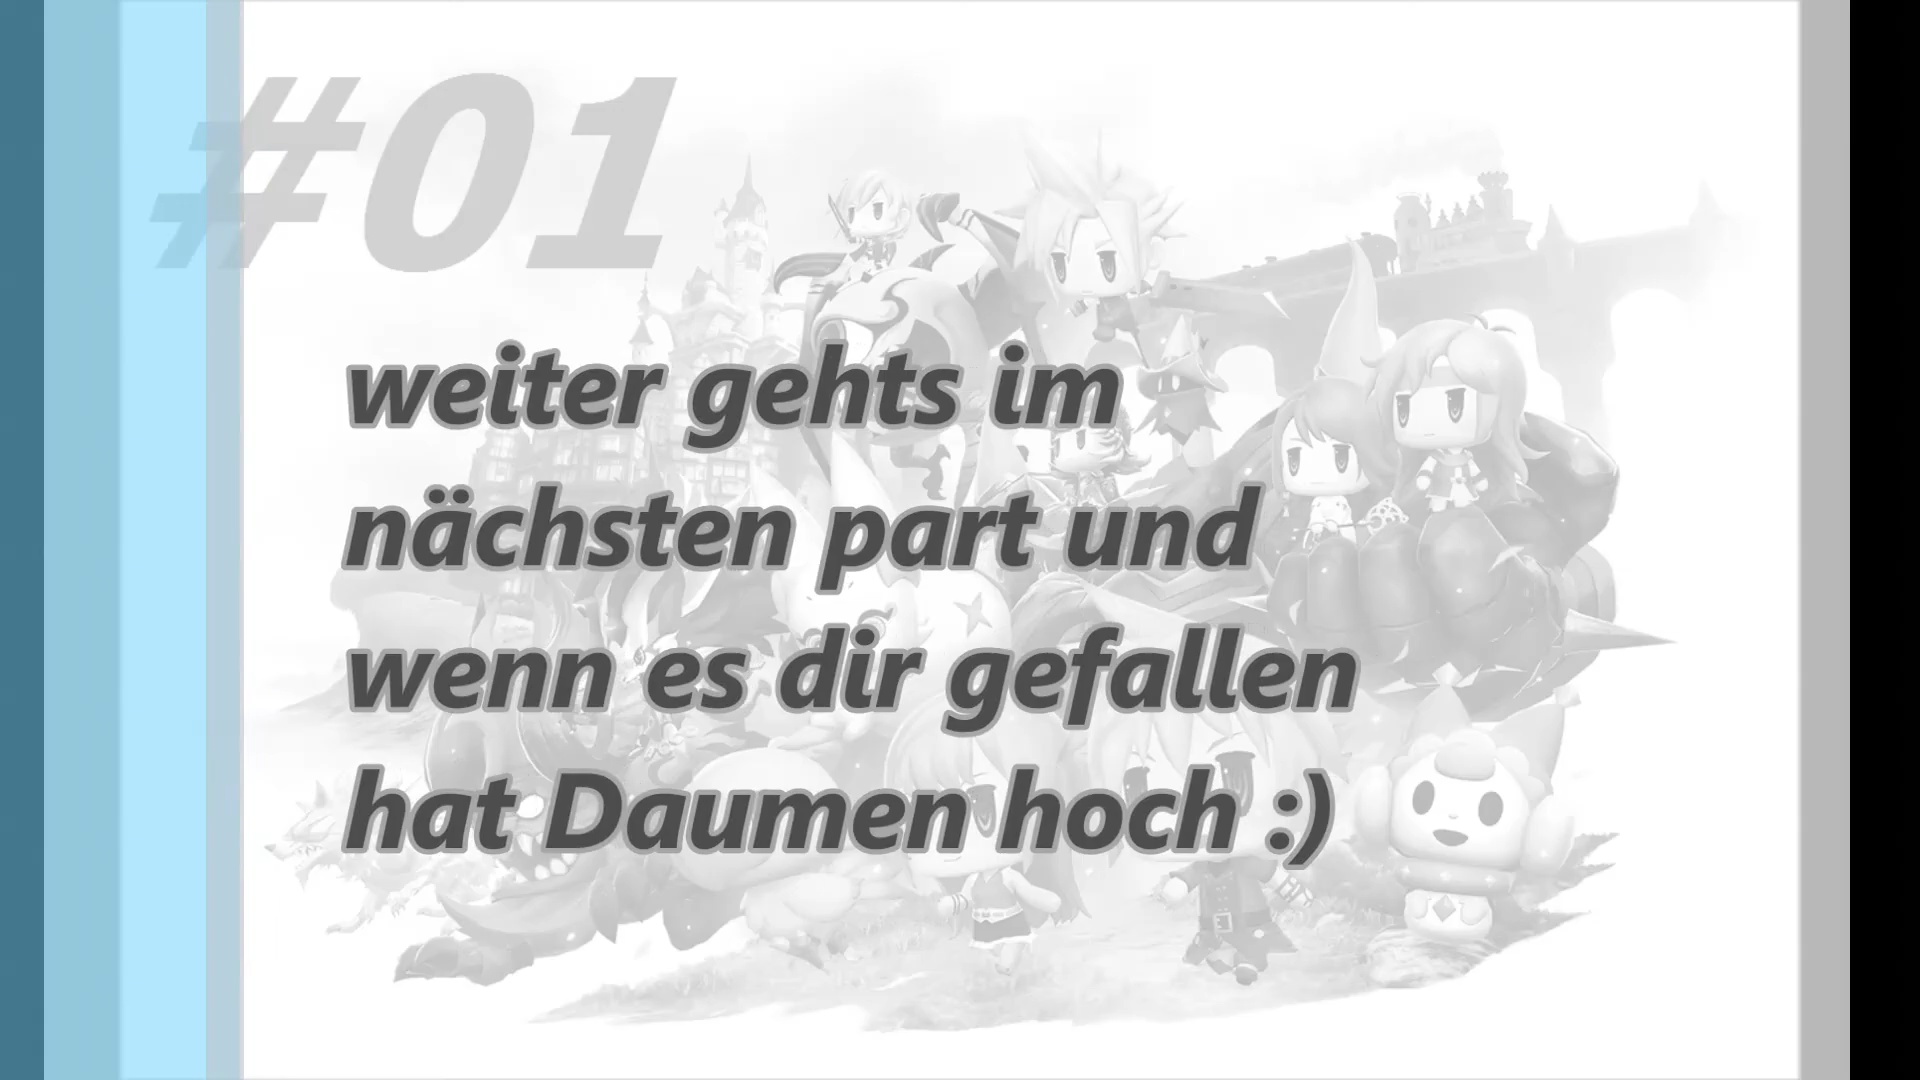 #01
weiter gehts im
nächsten part und
wenn es dir gefallen
hat Daumen hoch :)